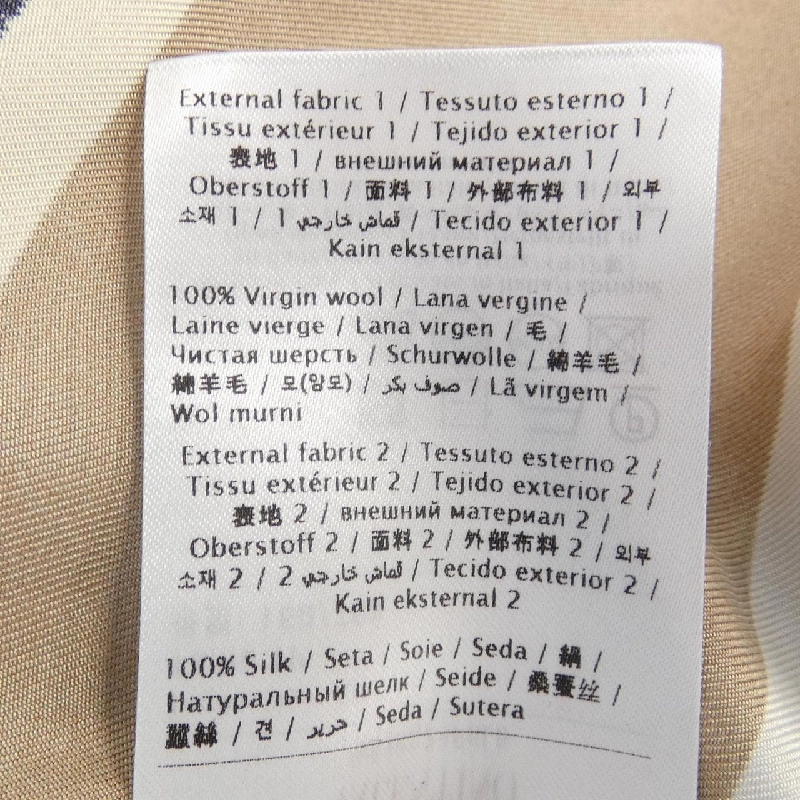 External fabric 1 / Tessuto esterno 1 /
Tissu extérieur 1 / Tejido exterior 1 /
表地 1 / внешний материал 1 /
Oberstoff 1 / 面料 1 / 外部布料 1 / 외부
소재 1 / 1 قماش خارجي / Tecido exterior 1 /
Kain eksternal 1
100% Virgin wool / Lana vergine /
Laine vierge / Lana virgen / 毛 /
Чистая шерсть / Schurwolle / 綿羊毛 /
綿羊毛 / 모(양모) / صوف بكر / Lã virgem /
Wol murni
External fabric 2 / Tessuto esterno 2 /
Tissu extérieur 2 / Tejido exterior 2 /
表地 2 / внешний материал 2 /
Oberstoff 2 / 面料 2 / 外部布料 2 / 외부
소재 2 / 2 قماش خارجي / Tecido exterior 2 /
Kain eksternal 2
100% Silk / Seta / Soie / Seda / 絹 /
Натуральный шелк / Seide / 桑蚕丝 /
蠶絲 / 견 / حرير / Seda / Sutera